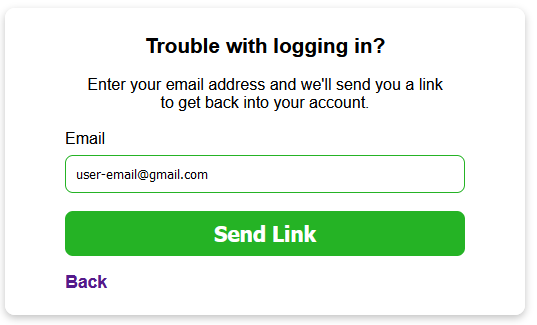 Trouble with logging in?
Enter your email address and we'll send you a link
to get back into your account.
Email
user-email@gmail.com
Send Link
Back